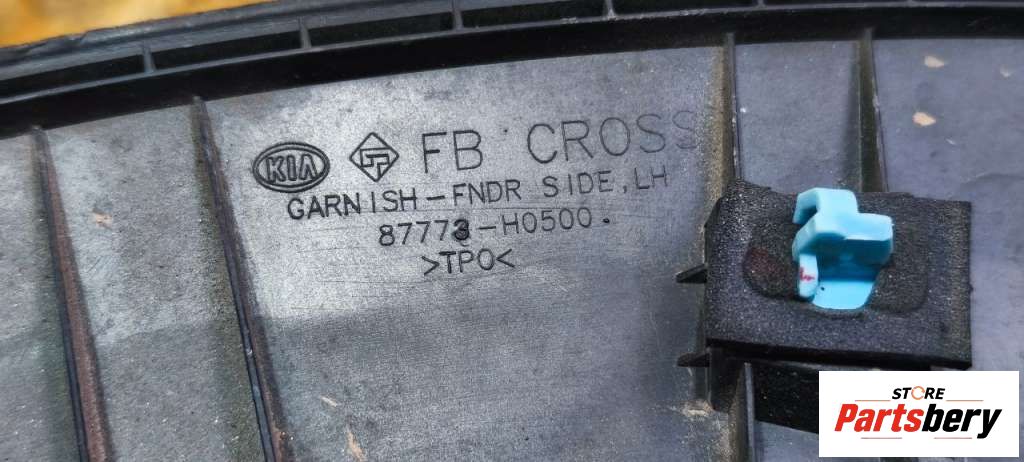 KIA FB CROSS
GARNISH-FNDR SIDE, LH
87773-H0500.
>TPO<
STORE
Partsbery